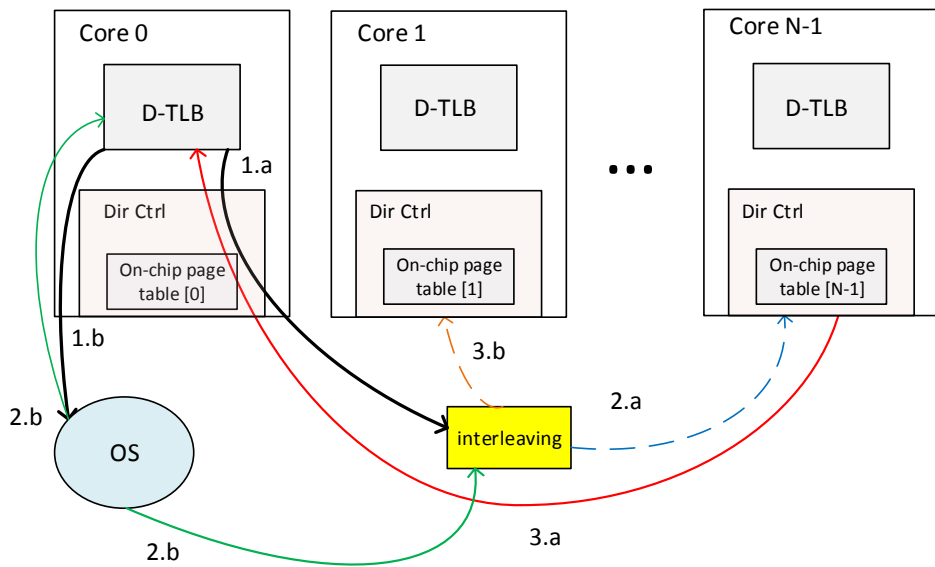 Core 0
Core 1
Core N-1
D-TLB
D-TLB
D-TLB
1.a
...
Dir Ctrl
Dir Ctrl
Dir Ctrl
On-chip page
table [0]
On-chip page
table [1]
On-chip page
table [N-1]
1.b
3.b
2.a
2.b
interleaving
OS
2.b
3.a